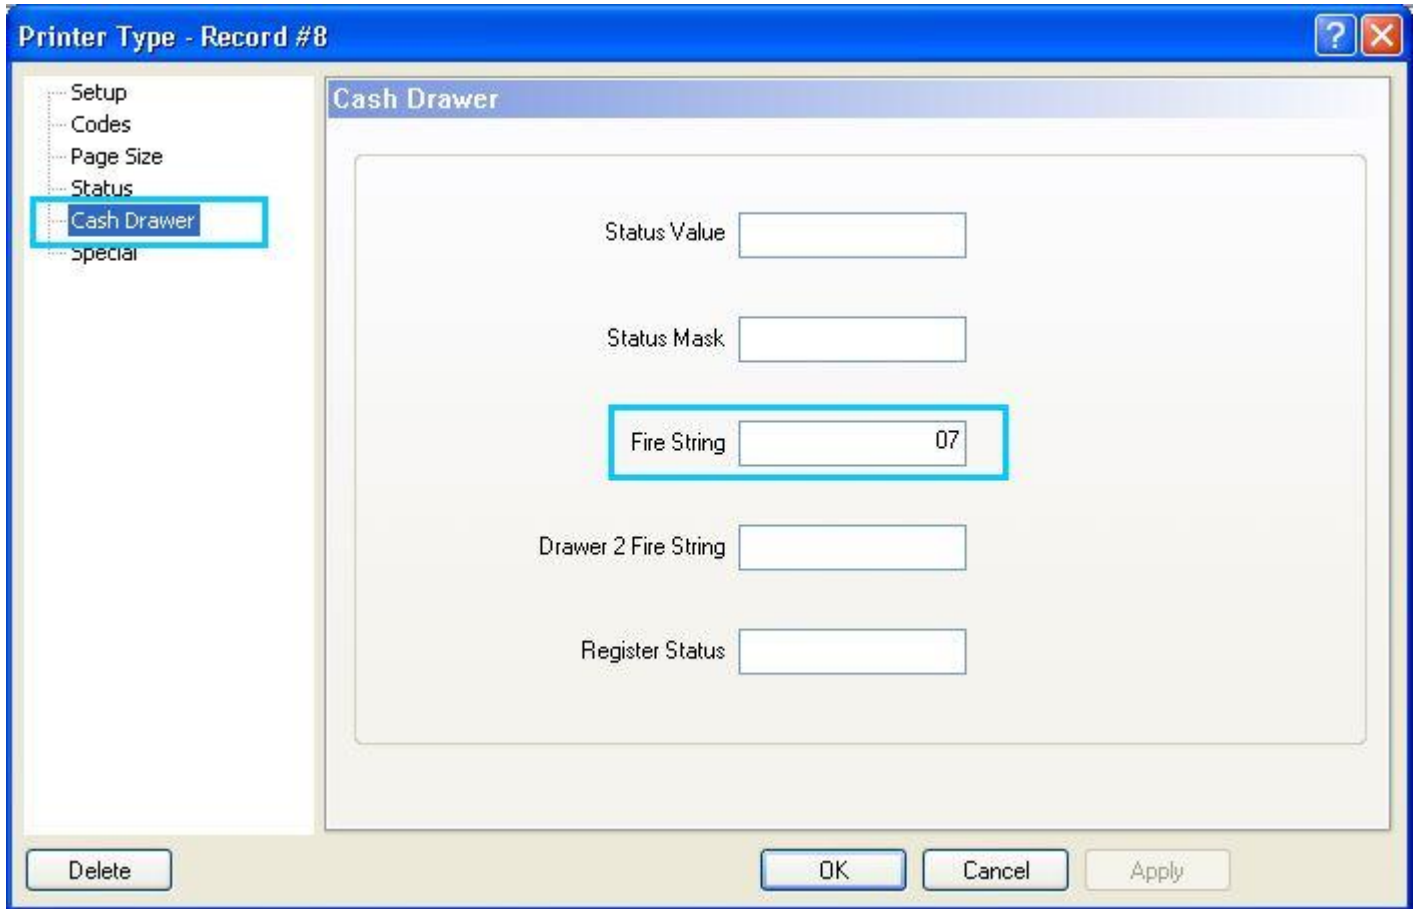 Printer Type - Record #8
Setup
Codes
Page Size
Status
Cash Drawer
Special
Cash Drawer
Status Value
Status Mask
Fire String 07
Drawer 2 Fire String
Register Status
Delete OK Cancel Apply